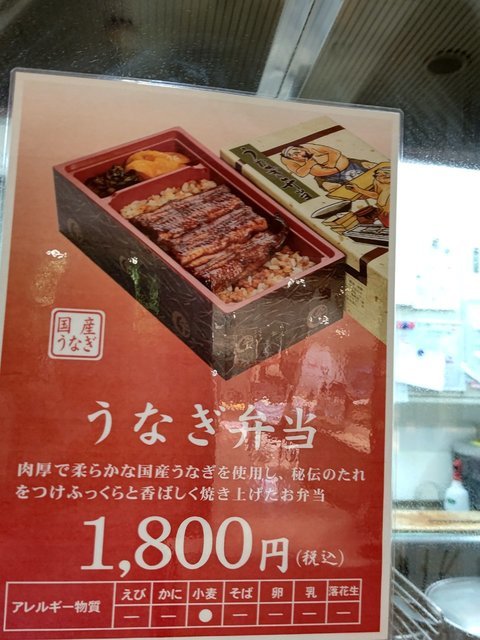 国産
うなぎ
うなぎ弁当
肉厚で柔らかな国産うなぎを使用し、秘伝のたれ
をつけふっくらと香ばしく焼き上げたお弁当
1,800円(税込)
アレルギー物質 えび かに 小麦 そば 卵 乳 落花生
― ― ● ― ― ― ―